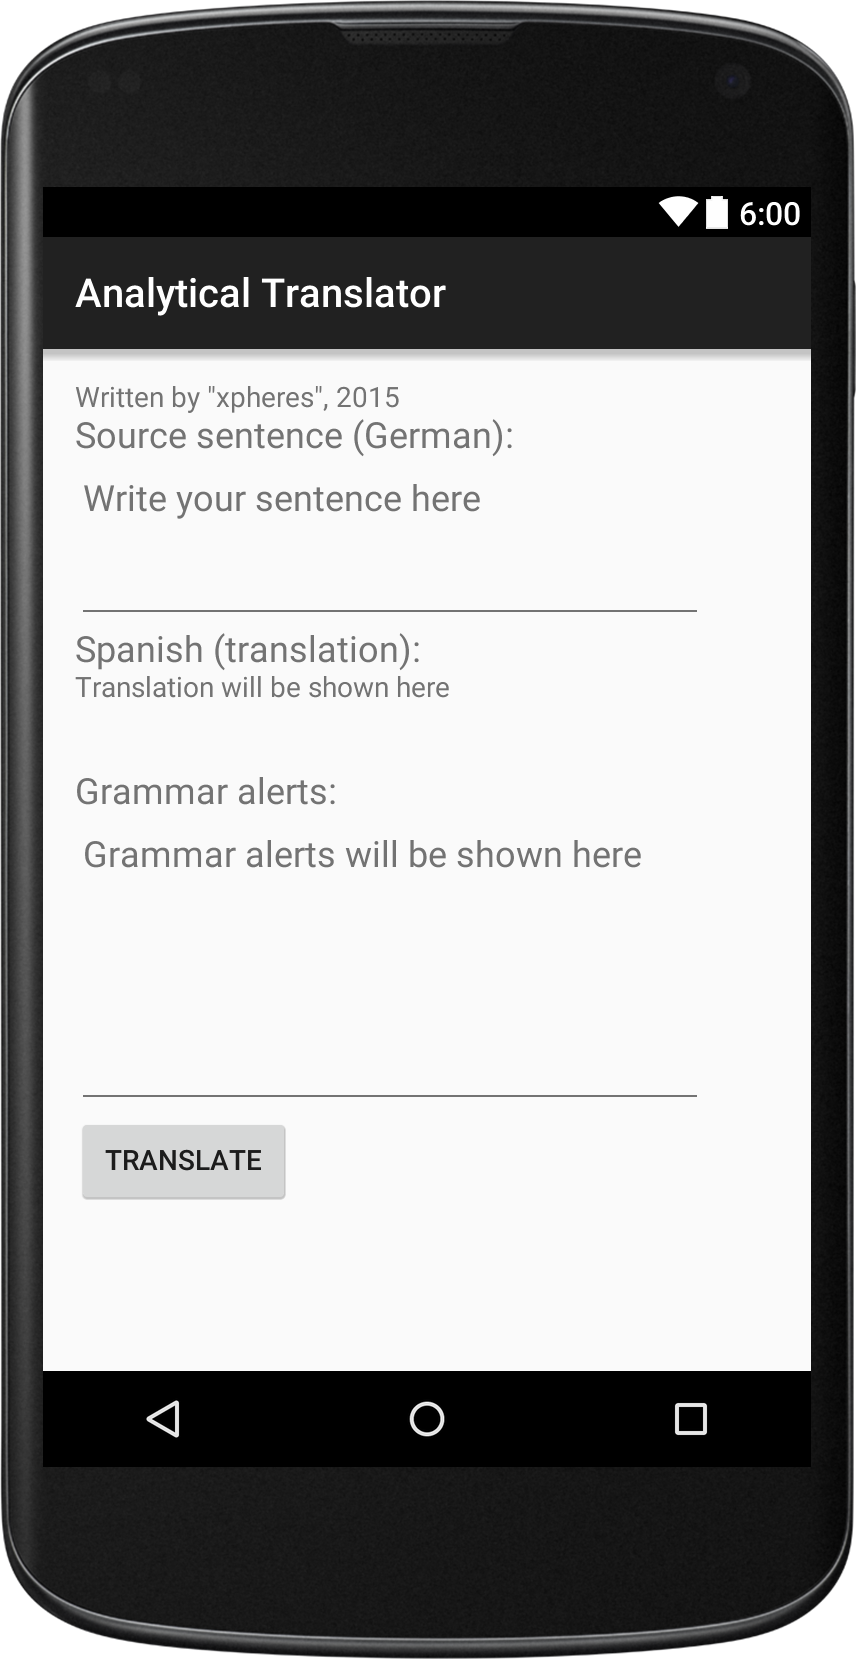 6:00
Analytical Translator
Written by "xpheres", 2015
Source sentence (German):
Write your sentence here
Spanish (translation):
Translation will be shown here
Grammar alerts:
Grammar alerts will be shown here
TRANSLATE